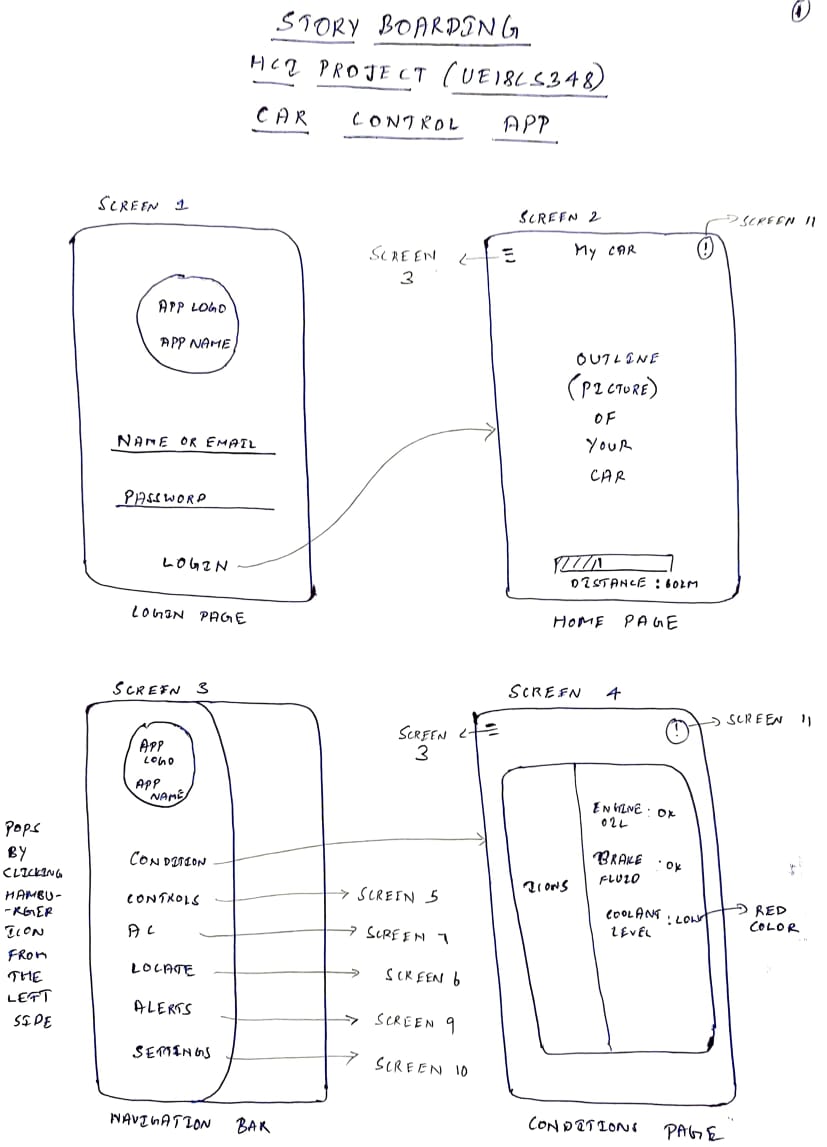 1
STORY BOARDING
HCI PROJECT (UE18CS348)
CAR CONTROL APP
SCREEN 1
APP LOGO
APP NAME
NAME OR EMAIL
PASSWORD
LOGIN
LOGIN PAGE
SCREEN 2
SCREEN 11
SCREEN
3
My CAR
!
OUTLINE
(PICTURE)
OF
YOUR
CAR
DISTANCE : 60KM
HOME PAGE
SCREEN 3
APP
LOGO
APP
NAME
POPS
BY
CLICKING
HAMBU-
-RGER
ICON
FROM
THE
LEFT
SIDE
CONDITION
CONTROLS
SCREEN 5
AC
SCREEN 7
LOCATE
SCREEN 6
ALERTS
SCREEN 9
SETTINGS
SCREEN 10
NAVIGATION BAR
SCREEN 4
SCREEN
3
!
SCREEN 11
ICONS
ENGINE : OK
OIL
BRAKE : OK
FLUID
COOLANT : LOW
LEVEL
RED
COLOR
CONDITIONS PAGE